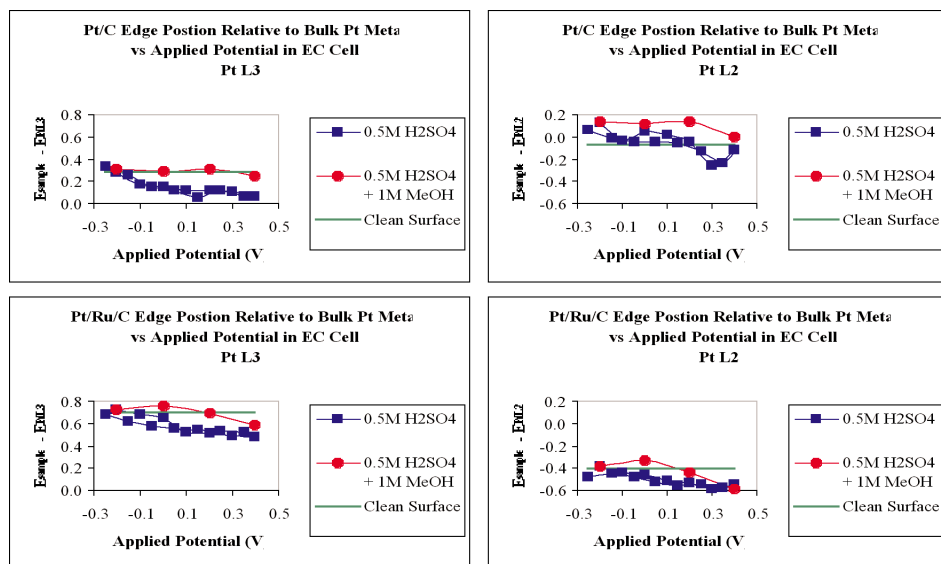 Pt/C Edge Postion Relative to Bulk Pt Meta
vs Applied Potential in EC Cell
Pt L3
0.8
0.6
0.4
0.2
0.0
-0.3
-0.1
0.1
0.3
0.5
Applied Potential (V
0.5M H2SO4
0.5M H2SO4
+ 1M MeOH
Clean Surface
Pt/C Edge Postion Relative to Bulk Pt Meta
vs Applied Potential in EC Cell
Pt L2
0.2
0.0
-0.2
-0.4
-0.6
-0.3
-0.1
0.1
0.3
0.5
Applied Potential (V
0.5M H2SO4
0.5M H2SO4
+ 1M MeOH
Clean Surface
Pt/Ru/C Edge Postion Relative to Bulk Pt Meta
vs Applied Potential in EC Cell
Pt L3
0.8
0.6
0.4
0.2
0.0
-0.3
-0.1
0.1
0.3
0.5
Applied Potential (V
0.5M H2SO4
0.5M H2SO4
+ 1M MeOH
Clean Surface
Pt/Ru/C Edge Postion Relative to Bulk Pt Meta
vs Applied Potential in EC Cell
Pt L2
0.2
0.0
-0.2
-0.4
-0.6
-0.3
-0.1
0.1
0.3
0.5
Applied Potential (V
0.5M H2SO4
0.5M H2SO4
+ 1M MeOH
Clean Surface